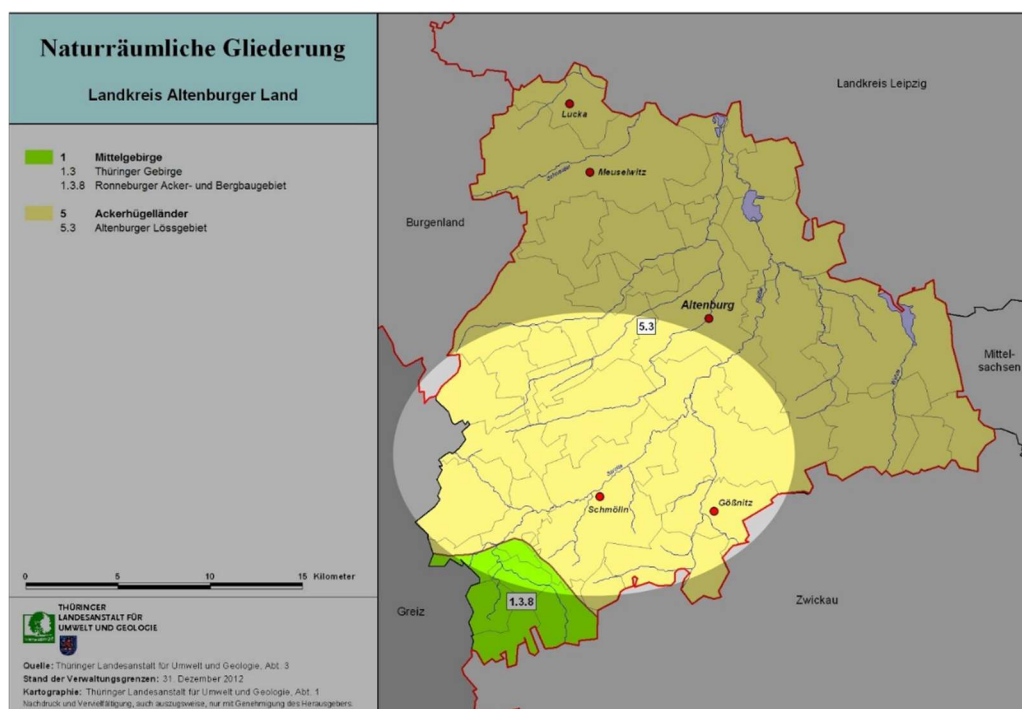 Naturräumliche Gliederung
Landkreis Altenburger Land
1 Mittelgebirge
1.3 Thüringer Gebirge
1.3.8 Ronneburger Acker- und Bergbaugebiet
5 Ackerhügelländer
5.3 Altenburger Lössgebiet
0 5 10 15 Kilometer
THÜRINGER
LANDESANSTALT FÜR
UMWELT UND GEOLOGIE
Quelle: Thüringer Landesanstalt für Umwelt und Geologie, Abt. 3
Stand der Verwaltungsgrenzen: 31. Dezember 2012
Kartographie: Thüringer Landesanstalt für Umwelt und Geologie, Abt. 1
Nachdruck und Vervielfältigung, auch auszugsweise, nur mit Genehmigung des Herausgebers.
Landkreis Leipzig
Lucka
Meuselwitz
Burgenland
Altenburg
5.3
Mittel-
sachsen
Schmölln
Gößnitz
Zwickau
1.3.8
Greiz